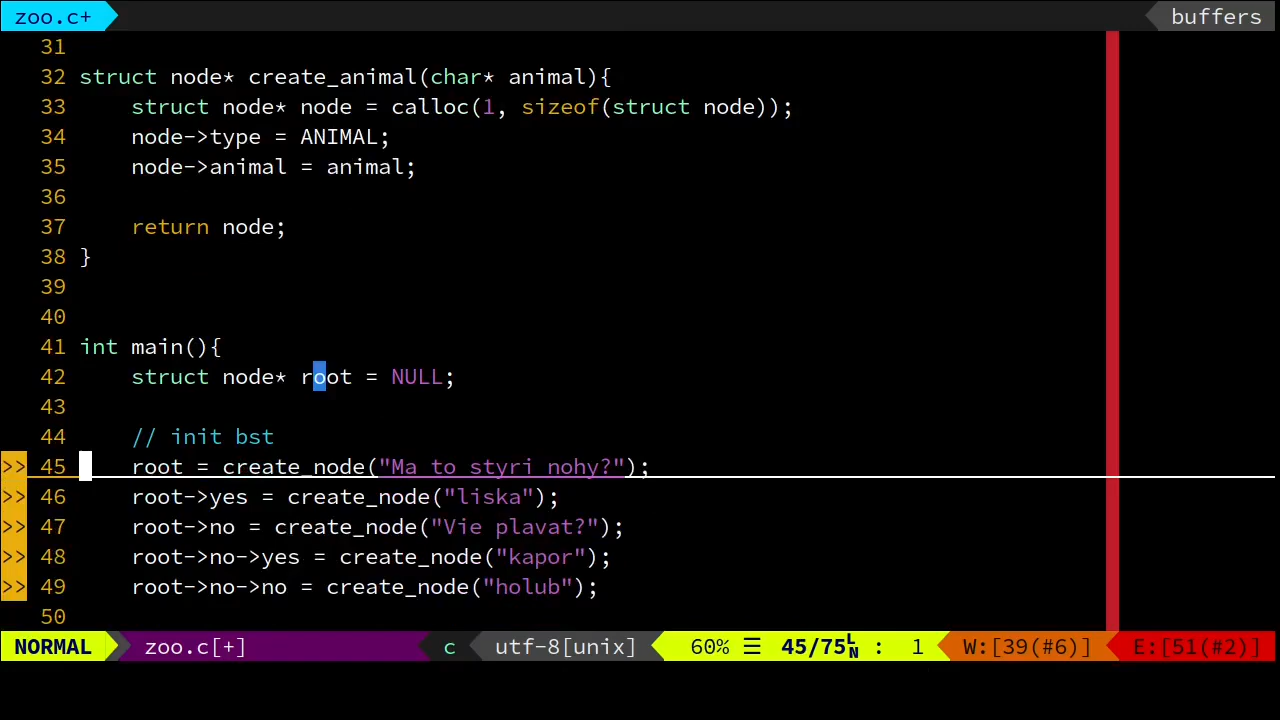 zoo.c+ buffers
31
32 struct node* create_animal(char* animal){
33     struct node* node = calloc(1, sizeof(struct node));
34     node->type = ANIMAL;
35     node->animal = animal;
36
37     return node;
38 }
39
40
41 int main(){
42     struct node* root = NULL;
43
44     // init bst
>> 45     root = create_node("Ma to styri nohy?");
>> 46     root->yes = create_node("liska");
>> 47     root->no = create_node("Vie plavat?");
>> 48     root->no->yes = create_node("kapor");
>> 49     root->no->no = create_node("holub");
50
NORMAL zoo.c[+] c utf-8[unix] 60% ☰ 45/75 LN : 1 W:[39(#6)] E:[51(#2)]